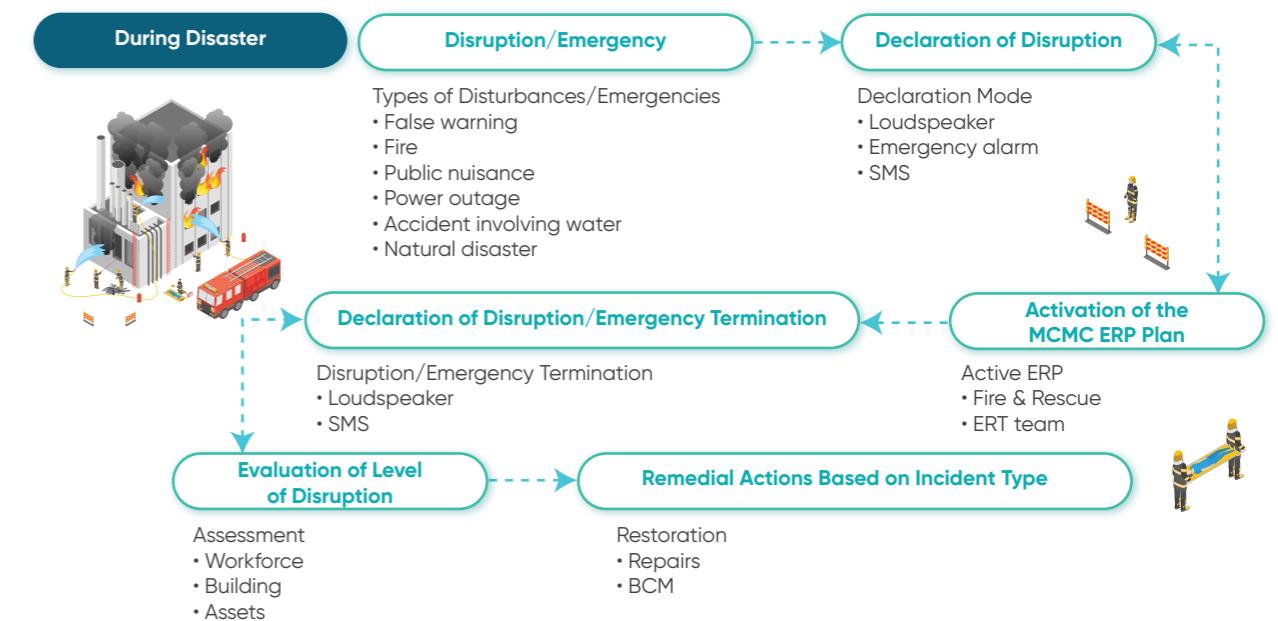 During Disaster
Disruption/Emergency
Types of Disturbances/Emergencies
• False warning
• Fire
• Public nuisance
• Power outage
• Accident involving water
• Natural disaster
Declaration of Disruption
Declaration Mode
• Loudspeaker
• Emergency alarm
• SMS
Activation of the
MCMC ERP Plan
Active ERP
• Fire & Rescue
• ERT team
Declaration of Disruption/Emergency Termination
Disruption/Emergency Termination
• Loudspeaker
• SMS
Evaluation of Level
of Disruption
Assessment
• Workforce
• Building
• Assets
Remedial Actions Based on Incident Type
Restoration
• Repairs
• BCM